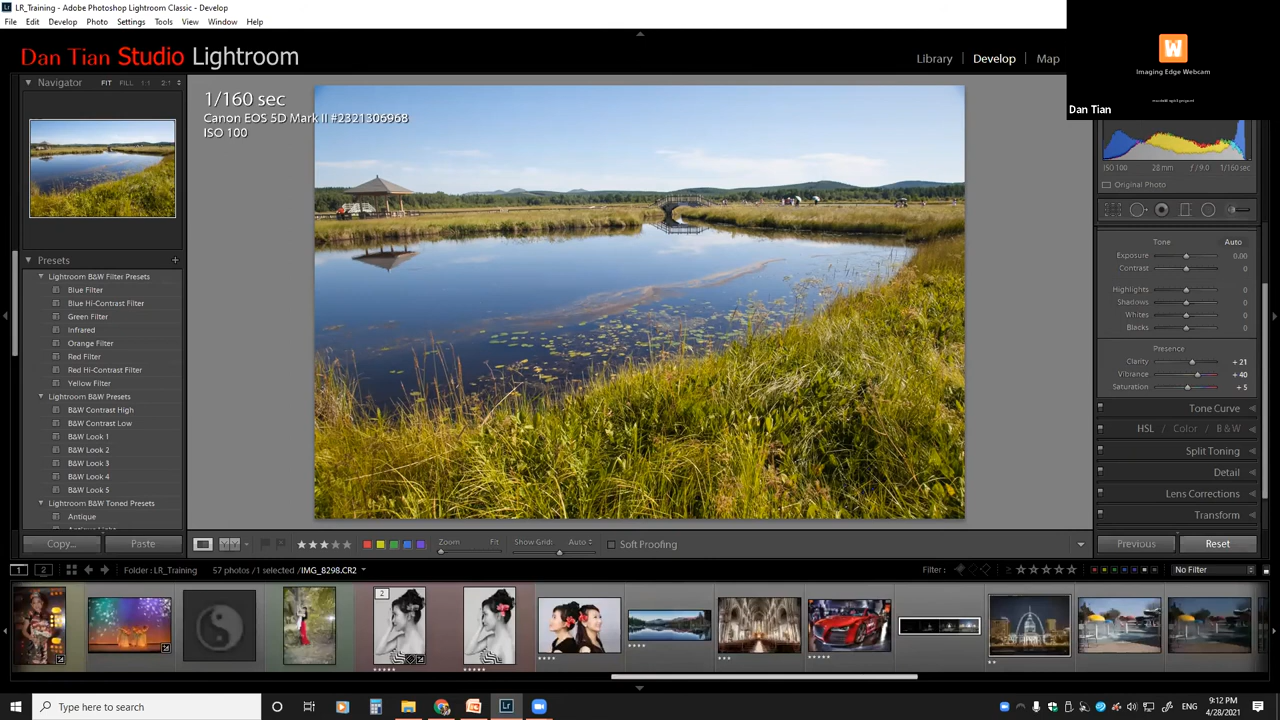 LR_Training - Adobe Photoshop Lightroom Classic - Develop
File Edit Develop Photo Settings Tools View Window Help
Dan Tian Studio Lightroom
Library | Develop | Map
Imaging Edge Webcam
Dan Tian
Navigator FIT FILL 1:1 2:1
1/160 sec
Canon EOS 5D Mark II #2321306968
ISO 100
ISO 100 28 mm f / 9.0 1/160 sec
Original Photo
Tone Auto
Exposure 0.00
Contrast 0
Highlights 0
Shadows 0
Whites 0
Blacks 0
Presence
Clarity + 21
Vibrance + 40
Saturation + 5
Tone Curve
HSL / Color / B & W
Split Toning
Detail
Lens Corrections
Transform
Previous Reset
Presets
Lightroom B&W Filter Presets
Blue Filter
Blue Hi-Contrast Filter
Green Filter
Infrared
Orange Filter
Red Filter
Red Hi-Contrast Filter
Yellow Filter
Lightroom B&W Presets
B&W Contrast High
B&W Contrast Low
B&W Look 1
B&W Look 2
B&W Look 3
B&W Look 4
B&W Look 5
Lightroom B&W Toned Presets
Antique
Copy... Paste
Zoom Fit Show Grid: Auto Soft Proofing
1 2 Folder : LR_Training 57 photos / 1 selected / IMG_8298.CR2 Filter : No Filter
2
Type here to search
ENG 9:12 PM
4/28/2021